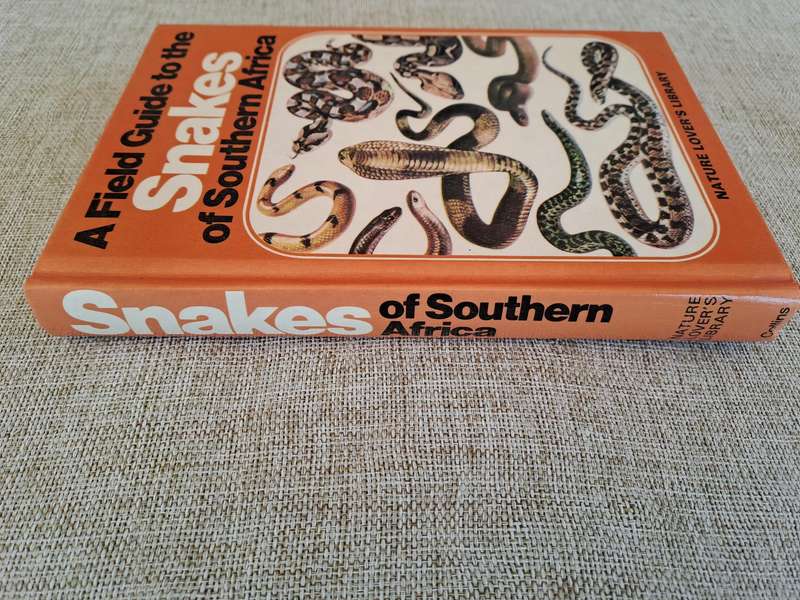 A Field Guide to the
Snakes
of Southern Africa
NATURE LOVER'S LIBRARY
Snakes
of Southern
Africa
NATURE
LOVER'S
LIBRARY
Collins